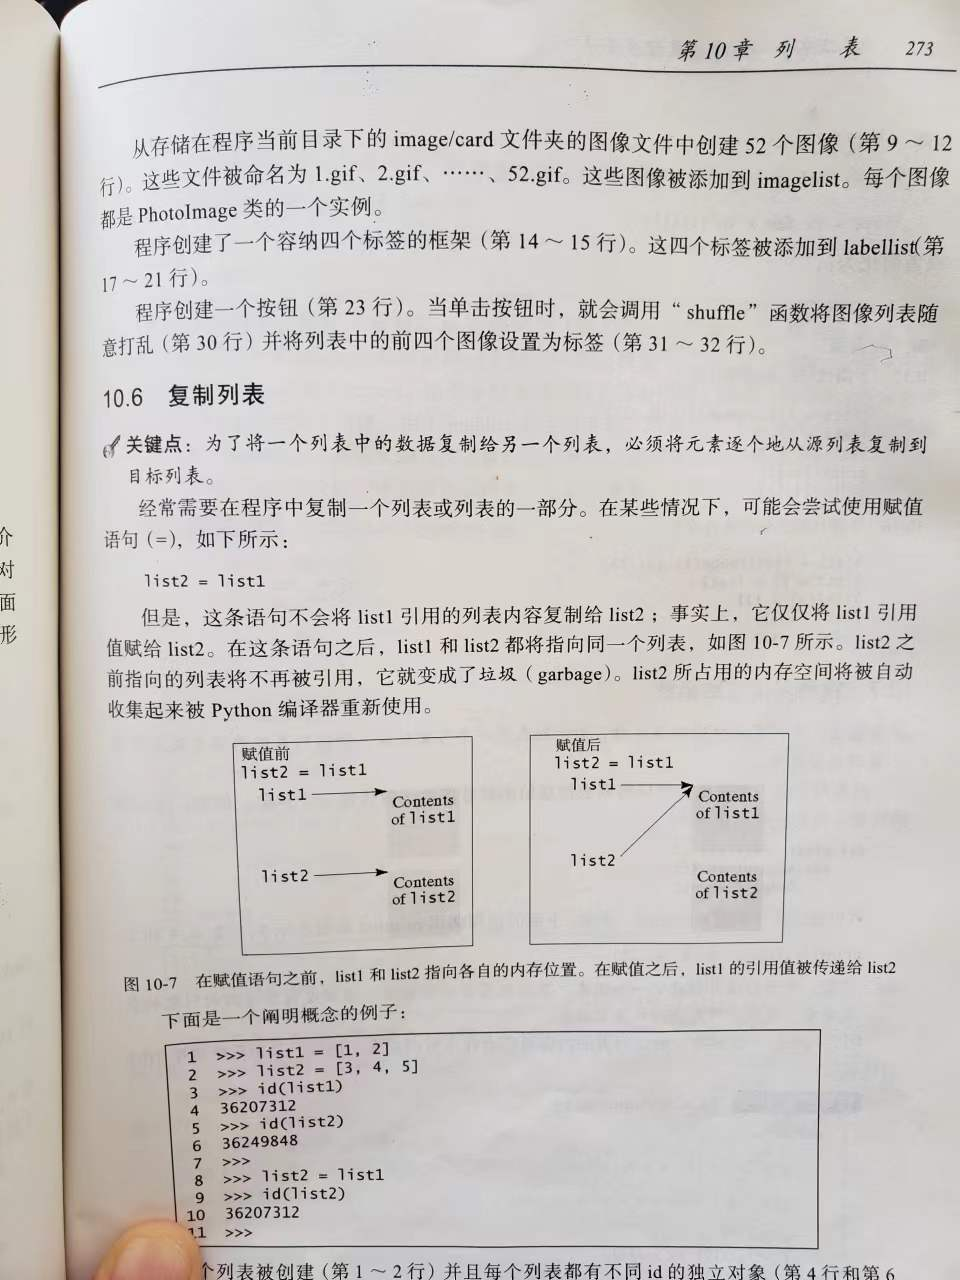 第10章 列 表 273
从存储在程序当前目录下的 image/card 文件夹的图像文件中创建 52 个图像（第 9 ～ 12
行）。这些文件被命名为 1.gif、2.gif、……、52.gif。这些图像被添加到 imagelist。每个图像
都是 PhotoImage 类的一个实例。
程序创建了一个容纳四个标签的框架（第 14 ～ 15 行）。这四个标签被添加到 labellist(第
17 ～ 21 行）。
程序创建一个按钮（第 23 行）。当单击按钮时，就会调用“shuffle”函数将图像列表随
意打乱（第 30 行）并将列表中的前四个图像设置为标签（第 31 ～ 32 行）。
10.6 复制列表
关键点：为了将一个列表中的数据复制给另一个列表，必须将元素逐个地从源列表复制到
目标列表。
经常需要在程序中复制一个列表或列表的一部分。在某些情况下，可能会尝试使用赋值
语句（=），如下所示：
list2 = list1
但是，这条语句不会将 list1 引用的列表内容复制给 list2；事实上，它仅仅将 list1 引用
值赋给 list2。在这条语句之后，list1 和 list2 都将指向同一个列表，如图 10-7 所示。list2 之
前指向的列表将不再被引用，它就变成了垃圾（garbage）。list2 所占用的内存空间将被自动
收集起来被 Python 编译器重新使用。
赋值前
list2 = list1
list1
Contents
of list1
list2
Contents
of list2
赋值后
list2 = list1
list1
Contents
of list1
list2
Contents
of list2
图 10-7 在赋值语句之前，list1 和 list2 指向各自的内存位置。在赋值之后，list1 的引用值被传递给 list2
下面是一个阐明概念的例子：
1 >>> list1 = [1, 2]
2 >>> list2 = [3, 4, 5]
3 >>> id(list1)
4 36207312
5 >>> id(list2)
6 36249848
7 >>>
8 >>> list2 = list1
9 >>> id(list2)
10 36207312
11 >>>
个列表被创建（第 1 ～ 2 行）并且每个列表都有不同 id 的独立对象（第 4 行和第 6
介
对
面
形